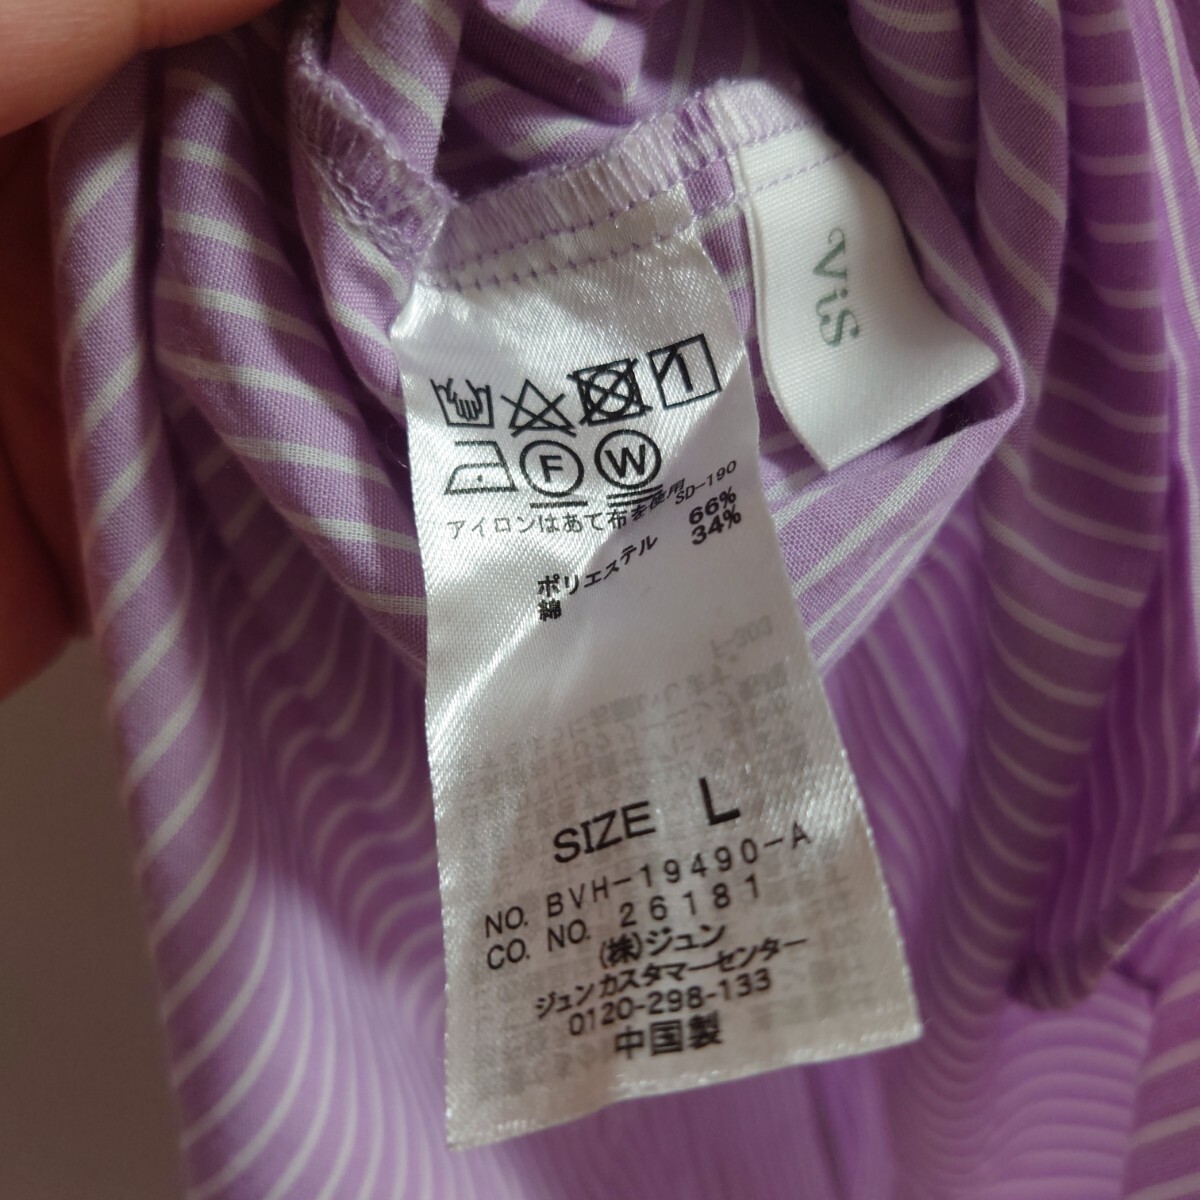 ViS
F W
アイロンはあて布を使用 SD-190
ポリエステル 66%
綿 34%
SIZE L
NO. BVH-19490-A
CO. NO. 26181
(株)ジュン
ジュンカスタマーセンター
0120-298-133
中国製